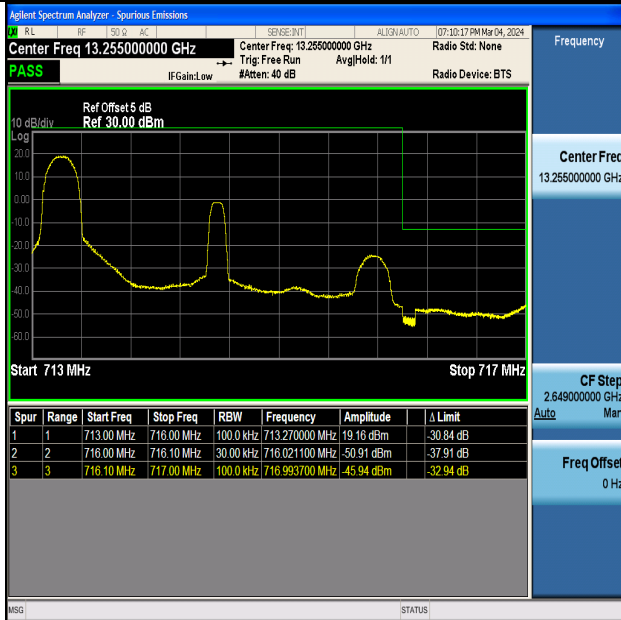 Agilent Spectrum Analyzer - Spurious Emissions
RL RF 50 Ω AC SENSE:INT ALIGN AUTO 07:10:17 PM Mar 04, 2024
Center Freq 13.255000000 GHz Center Freq: 13.255000000 GHz Radio Std: None
Trig: Free Run Avg|Hold: 1/1
PASS IFGain:Low #Atten: 40 dB Radio Device: BTS
Ref Offset 5 dB
10 dB/div Ref 30.00 dBm
Log
20.0
10.0
0.00
-10.0
-20.0
-30.0
-40.0
-50.0
-60.0
Start 713 MHz Stop 717 MHz
Spur Range Start Freq Stop Freq RBW Frequency Amplitude Δ Limit
1 1 713.00 MHz 716.00 MHz 100.0 kHz 713.270000 MHz 19.16 dBm -30.84 dB
2 2 716.00 MHz 716.10 MHz 30.00 kHz 716.021100 MHz -50.91 dBm -37.91 dB
3 3 716.10 MHz 717.00 MHz 100.0 kHz 716.993700 MHz -45.94 dBm -32.94 dB
MSG STATUS
Frequency
Center Freq
13.255000000 GHz
CF Step
2.649000000 GHz
Auto Man
Freq Offset
0 Hz